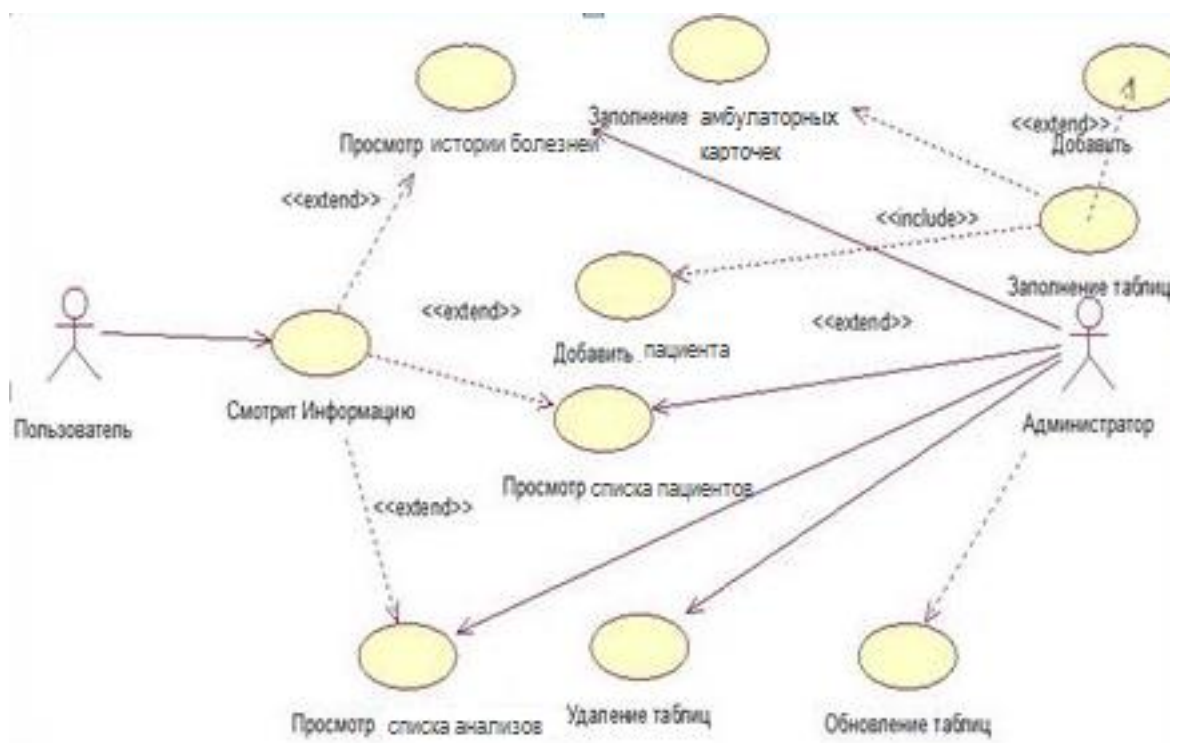 Заполнение амбулаторных
карточек
<<extend>>
Добавить
Просмотр истории болезней
<<extend>>
<<include>>
Заполнение таблиц
<<extend>>
<<extend>>
Добавить пациента
Смотрит Информацию
Пользователь
Администратор
Просмотр списка пациентов
<<extend>>
Просмотр списка анализов
Удаление таблиц
Обновление таблиц